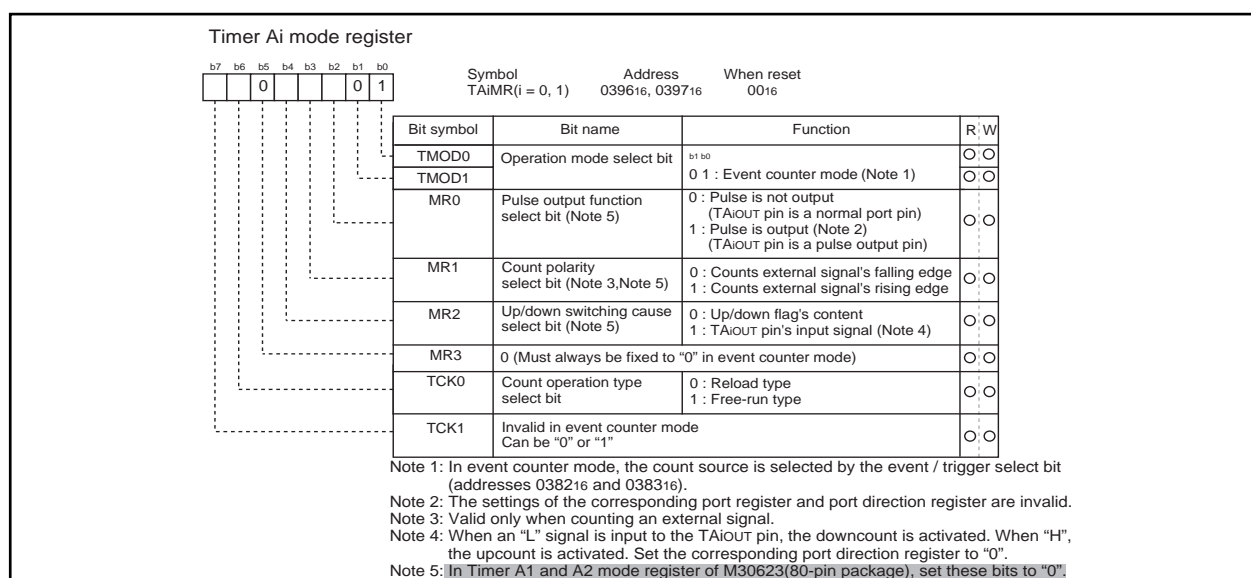 Timer Ai mode register
b7 b6 b5 b4 b3 b2 b1 b0
0 0 1
Symbol Address When reset
TAiMR(i = 0, 1) 039616, 039716 0016
Bit symbol Bit name Function R W
TMOD0 Operation mode select bit b1 b0
TMOD1 0 1 : Event counter mode (Note 1)
MR0 Pulse output function 0 : Pulse is not output
select bit (Note 5) (TAiOUT pin is a normal port pin)
1 : Pulse is output (Note 2)
(TAiOUT pin is a pulse output pin)
MR1 Count polarity 0 : Counts external signal's falling edge
select bit (Note 3,Note 5) 1 : Counts external signal's rising edge
MR2 Up/down switching cause 0 : Up/down flag's content
select bit (Note 5) 1 : TAiOUT pin's input signal (Note 4)
MR3 0 (Must always be fixed to “0” in event counter mode)
TCK0 Count operation type 0 : Reload type
select bit 1 : Free-run type
TCK1 Invalid in event counter mode
Can be “0” or “1”
Note 1: In event counter mode, the count source is selected by the event / trigger select bit
(addresses 038216 and 038316).
Note 2: The settings of the corresponding port register and port direction register are invalid.
Note 3: Valid only when counting an external signal.
Note 4: When an “L” signal is input to the TAiOUT pin, the downcount is activated. When “H”,
the upcount is activated. Set the corresponding port direction register to “0”.
Note 5: In Timer A1 and A2 mode register of M30623(80-pin package), set these bits to “0”.